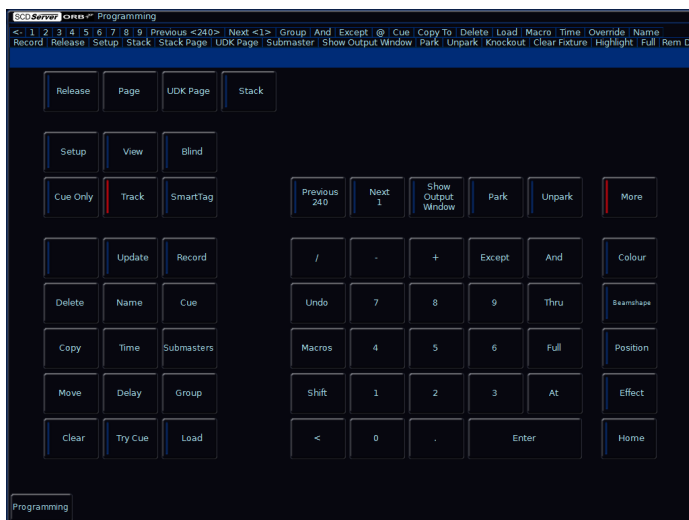 SCDServer ORB XF Programming
<- 1 2 3 4 5 6 7 8 9 Previous <240> Next <1> Group And Except @ Cue Copy To Delete Load Macro Time Override Name
Record Release Setup Stack Stack Page UDK Page Submaster Show Output Window Park Unpark Knockout Clear Fixture Highlight Full Rem D
Release Page UDK Page Stack
Setup View Blind
Cue Only Track SmartTag
Previous
240
Next
1
Show
Output
Window
Park Unpark More
Update Record / - + Except And Colour
Delete Name Cue Undo 7 8 9 Thru Beamshape
Copy Time Submasters Macros 4 5 6 Full Position
Move Delay Group Shift 1 2 3 At Effect
Clear Try Cue Load < 0 . Enter Home
Programming